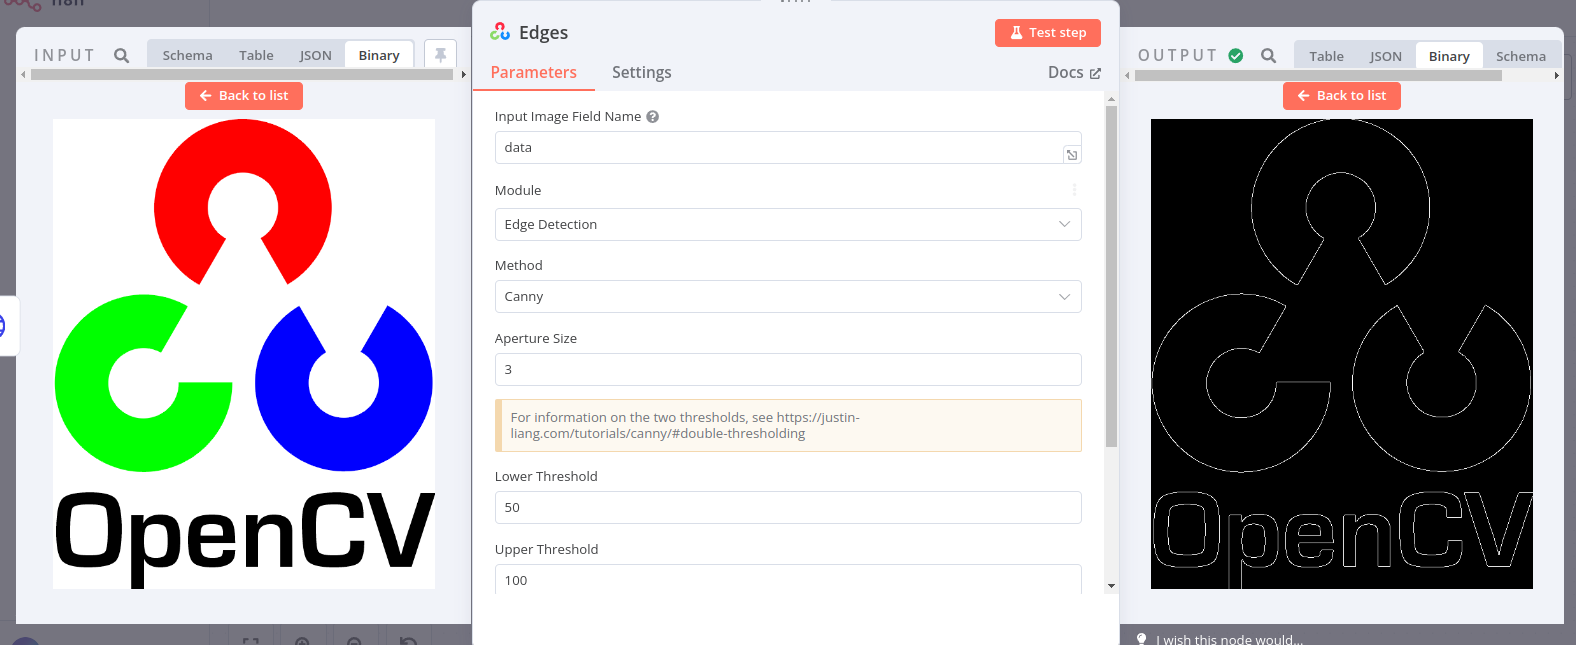 n8n
INPUT
Schema
Table
JSON
Binary
Back to list
OpenCV
Edges
Test step
Parameters
Settings
Docs
Input Image Field Name
data
Module
Edge Detection
Method
Canny
Aperture Size
3
For information on the two thresholds, see https://justin-
liang.com/tutorials/canny/#double-thresholding
Lower Threshold
50
Upper Threshold
100
OUTPUT
Table
JSON
Binary
Schema
Back to list
OpenCV
I wish this node would...